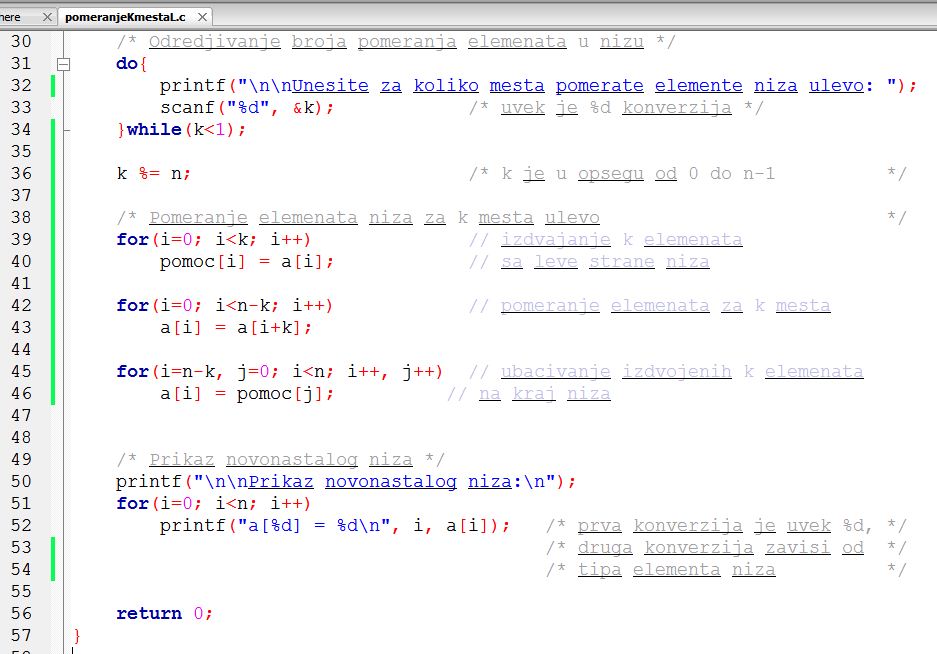 here pomeranjeKmestaL.c
30 /* Odredjivanje broja pomeranja elemenata u nizu */
31 do{
32 printf("\n\nUnesite za koliko mesta pomerate elemente niza ulevo: ");
33 scanf("%d", &k); /* uvek je %d konverzija */
34 }while(k<1);
35
36 k %= n; /* k je u opsegu od 0 do n-1 */
37
38 /* Pomeranje elemenata niza za k mesta ulevo */
39 for(i=0; i<k; i++) // izdvajanje k elemenata
40 pomoc[i] = a[i]; // sa leve strane niza
41
42 for(i=0; i<n-k; i++) // pomeranje elemenata za k mesta
43 a[i] = a[i+k];
44
45 for(i=n-k, j=0; i<n; i++, j++) // ubacivanje izdvojenih k elemenata
46 a[i] = pomoc[j]; // na kraj niza
47
48
49 /* Prikaz novonastalog niza */
50 printf("\n\nPrikaz novonastalog niza:\n");
51 for(i=0; i<n; i++)
52 printf("a[%d] = %d\n", i, a[i]); /* prva konverzija je uvek %d, */
53 /* druga konverzija zavisi od */
54 /* tipa elementa niza */
55
56 return 0;
57 }